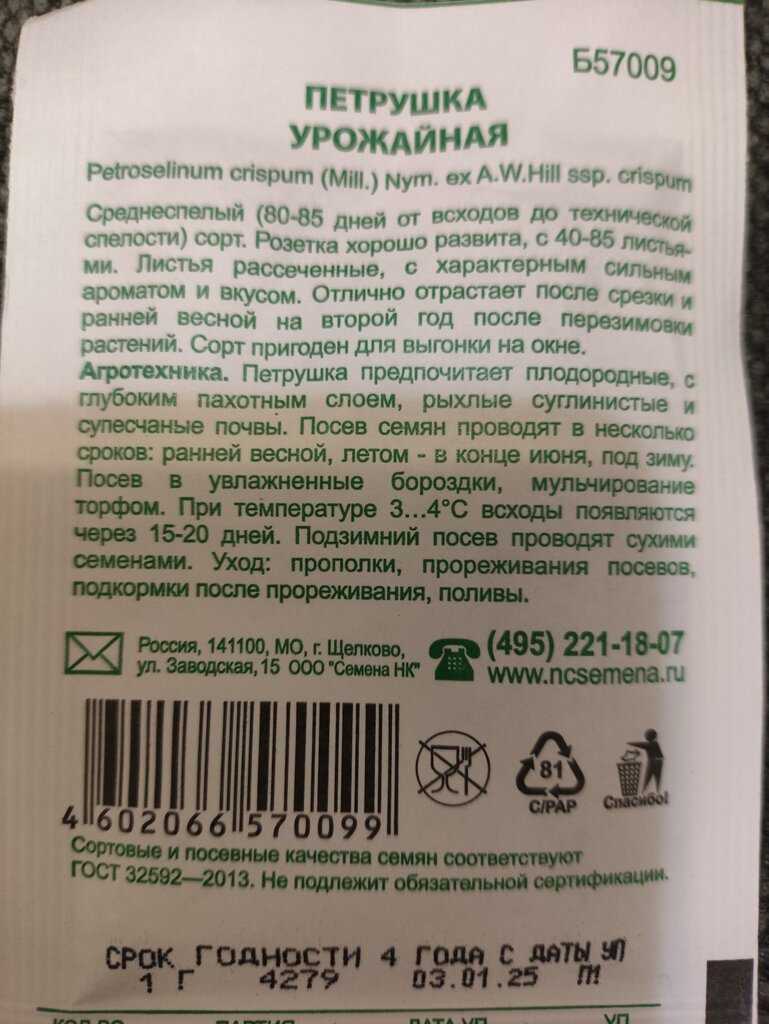 Б57009
ПЕТРУШКА
УРОЖАЙНАЯ
Petroselinum crispum (Mill.) Nym. ex A.W.Hill ssp. crispum
Среднеспелый (80-85 дней от всходов до технической
спелости) сорт. Розетка хорошо развита, с 40-85 листья-
ми. Листья рассеченные, с характерным сильным
ароматом и вкусом. Отлично отрастает после срезки и
ранней весной на второй год после перезимовки
растений. Сорт пригоден для выгонки на окне.
Агротехника. Петрушка предпочитает плодородные, с
глубоким пахотным слоем, рыхлые суглинистые и
супесчаные почвы. Посев семян проводят в несколько
сроков: ранней весной, летом - в конце июня, под зиму.
Посев в увлажненные бороздки, мульчирование
торфом. При температуре 3...4°С всходы появляются
через 15-20 дней. Подзимний посев проводят сухими
семенами. Уход: прополки, прореживания посевов,
подкормки после прореживания, поливы.
Россия, 141100, МО, г. Щелково,
ул. Заводская,15 ООО "Семена НК"
(495) 221-18-07
www.ncsemena.ru
81
C/PAP
Спасибо!
4 602066 570099
Сортовые и посевные качества семян соответствуют
ГОСТ 32592—2013. Не подлежит обязательной сертификации.
СРОК ГОДНОСТИ 4 ГОДА С ДАТЫ УП
1 Г 4279 03.01.25 П1
КОЛ-ВО ПАРТИЯ ДАТА УП. УП